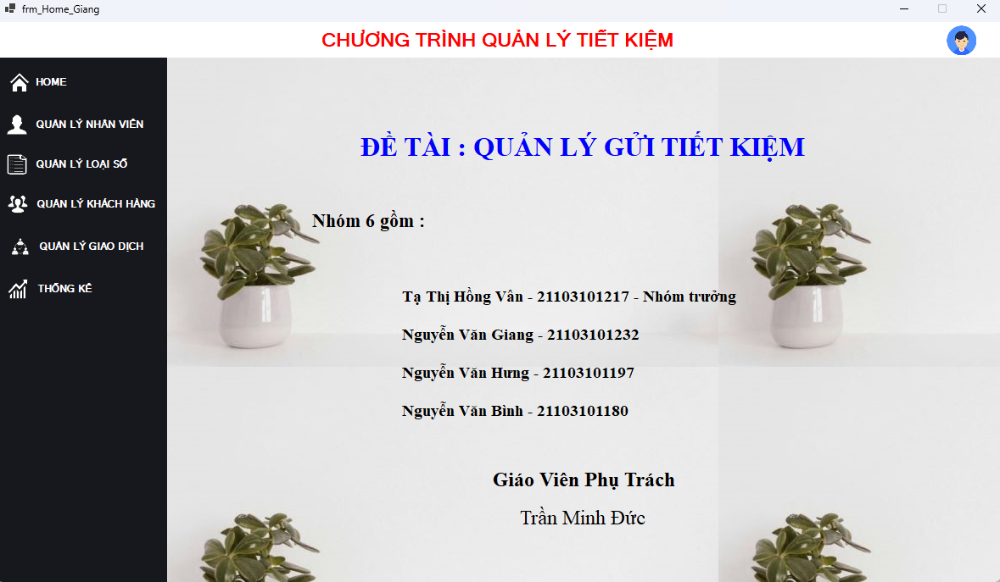 frm_Home_Giang
CHƯƠNG TRÌNH QUẢN LÝ TIẾT KIỆM
HOME
QUẢN LÝ NHÂN VIÊN
QUẢN LÝ LOẠI SỔ
QUẢN LÝ KHÁCH HÀNG
QUẢN LÝ GIAO DỊCH
THỐNG KÊ
ĐỀ TÀI : QUẢN LÝ GỬI TIẾT KIỆM
Nhóm 6 gồm :
Tạ Thị Hồng Vân - 21103101217 - Nhóm trưởng
Nguyễn Văn Giang - 21103101232
Nguyễn Văn Hưng - 21103101197
Nguyễn Văn Bình - 21103101180
Giáo Viên Phụ Trách
Trần Minh Đức